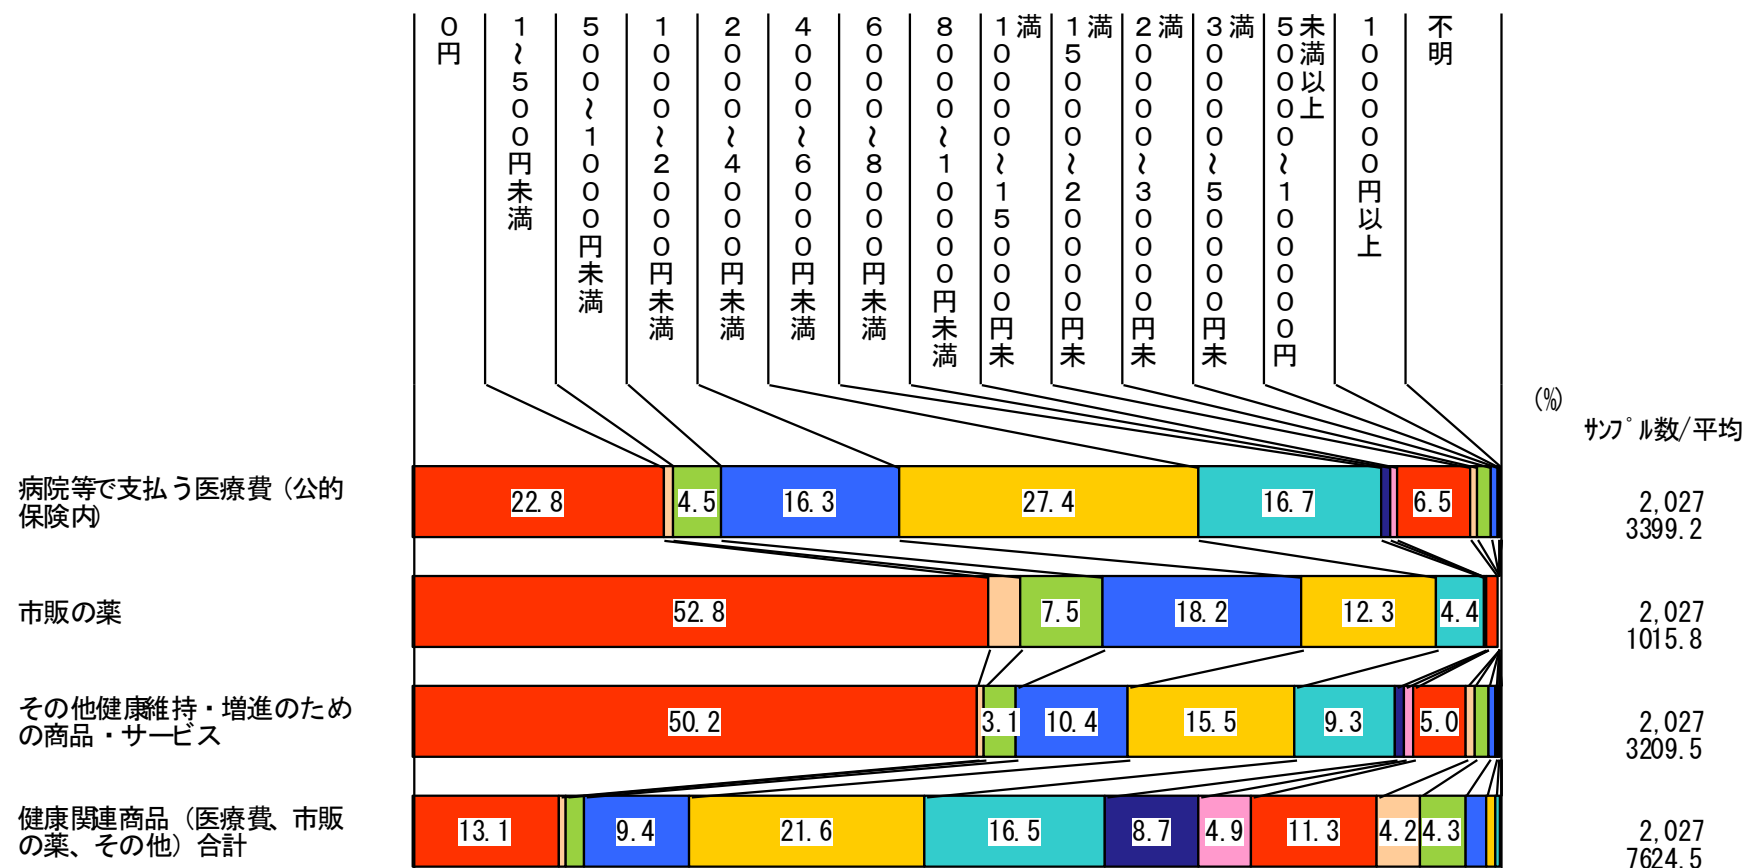 0円
1~500円未満
500~1000円未満
1000~2000円未満
2000~4000円未満
4000~6000円未満
6000~8000円未満
8000~10000円未満
10000~15000円未
満
15000~20000円未
満
20000~30000円未
満
30000~50000円未
満
50000~100000円
未満以上
100000円以上
不明
(%)
サンプル数/平均
病院等で支払う医療費(公的
保険内)
22.8
4.5
16.3
27.4
16.7
6.5
2,027
3399.2
市販の薬
52.8
7.5
18.2
12.3
4.4
2,027
1015.8
その他健康維持・増進のため
の商品・サービス
50.2
3.1
10.4
15.5
9.3
5.0
2,027
3209.5
健康関連商品(医療費、市販
の薬、その他)合計
13.1
9.4
21.6
16.5
8.7
4.9
11.3
4.2
4.3
2,027
7624.5